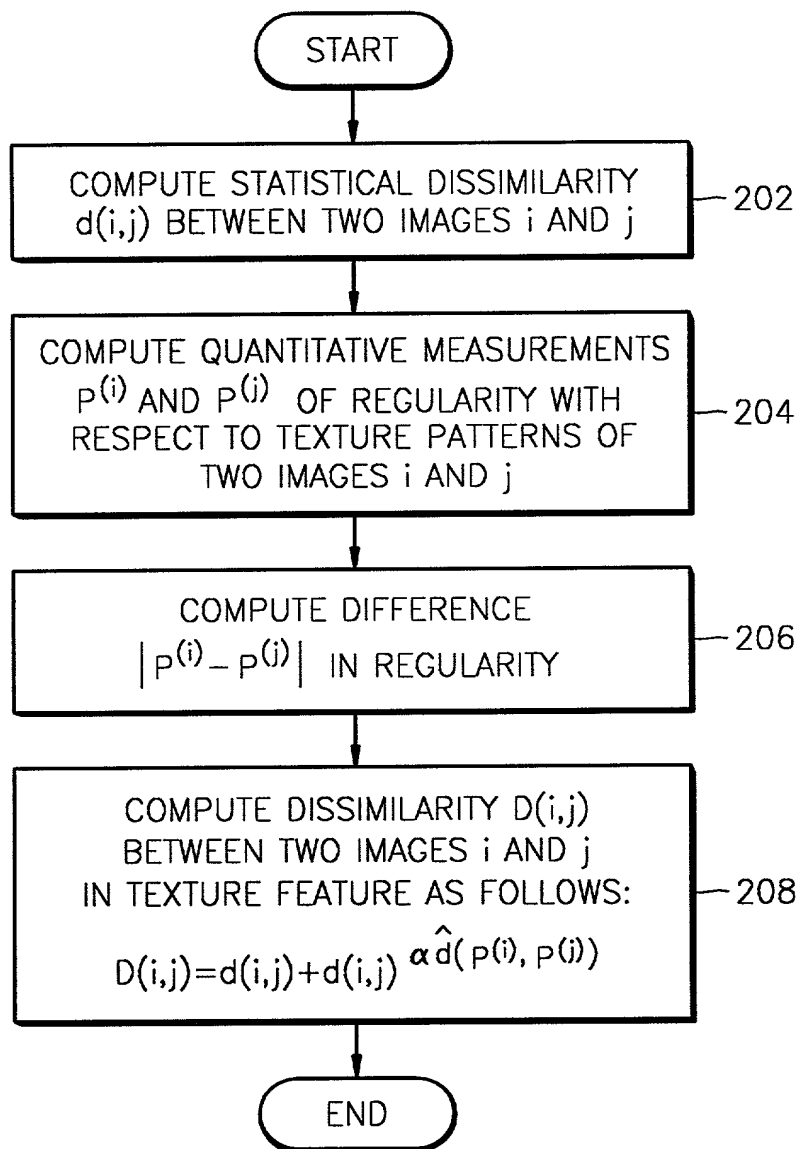 START
COMPUTE STATISTICAL DISSIMILARITY
d(i,j) BETWEEN TWO IMAGES i AND j
202
COMPUTE QUANTITATIVE MEASUREMENTS
P^(i) AND P^(j) OF REGULARITY WITH
RESPECT TO TEXTURE PATTERNS OF
TWO IMAGES i AND j
204
COMPUTE DIFFERENCE
|P^(i) – P^(j)| IN REGULARITY
206
COMPUTE DISSIMILARITY D(i,j)
BETWEEN TWO IMAGES i AND j
IN TEXTURE FEATURE AS FOLLOWS:
D(i,j)=d(i,j)+d(i,j)^αd̂(P^(i), P^(j))
208
END